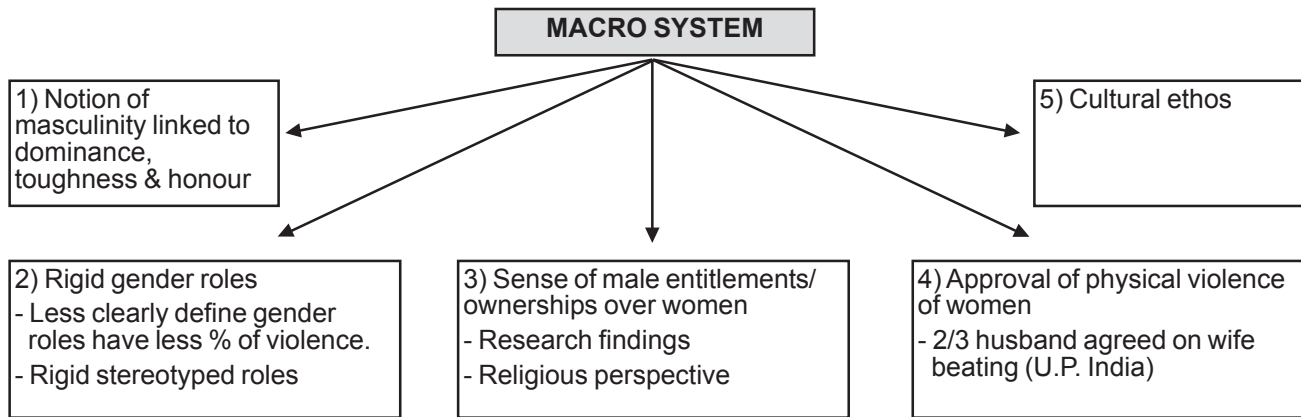 MACRO SYSTEM
1) Notion of
masculinity linked to
dominance,
toughness & honour
5) Cultural ethos
2) Rigid gender roles
- Less clearly define gender
roles have less % of violence.
- Rigid stereotyped roles
3) Sense of male entitlements/
ownerships over women
- Research findings
- Religious perspective
4) Approval of physical violence
of women
- 2/3 husband agreed on wife
beating (U.P. India)